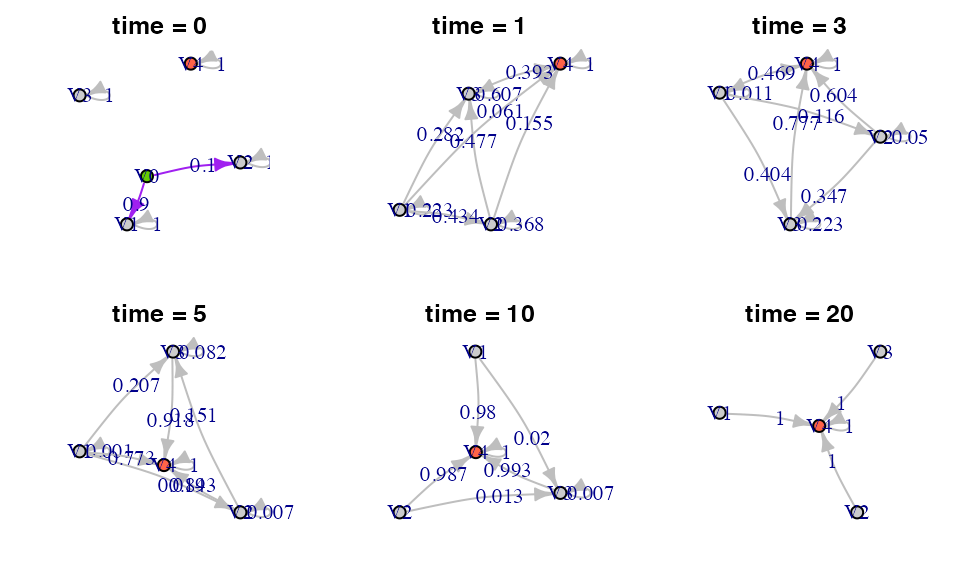 time = 0
V4 1
V3 1
0.1
V2 1
V0
0.9
V1 1
time = 1
V4 1
0.393
V3 0.607
0.061
0.155
0.282
0.477
V1 0.223
0.434
V2 0.368
time = 3
V4 1
0.469
V1 0.011
0.604
0.116
0.777
V2 0.05
0.404
0.347
V3 0.223
time = 5
V3 0.082
0.207
0.151
0.918
V1 0.001
0.773
V4 1
V2 0.007
time = 10
V1
0.98
0.02
V4 1
0.987
0.993
V3 0.007
0.013
V2
time = 20
V3
1
V1
1
V4 1
1
V2